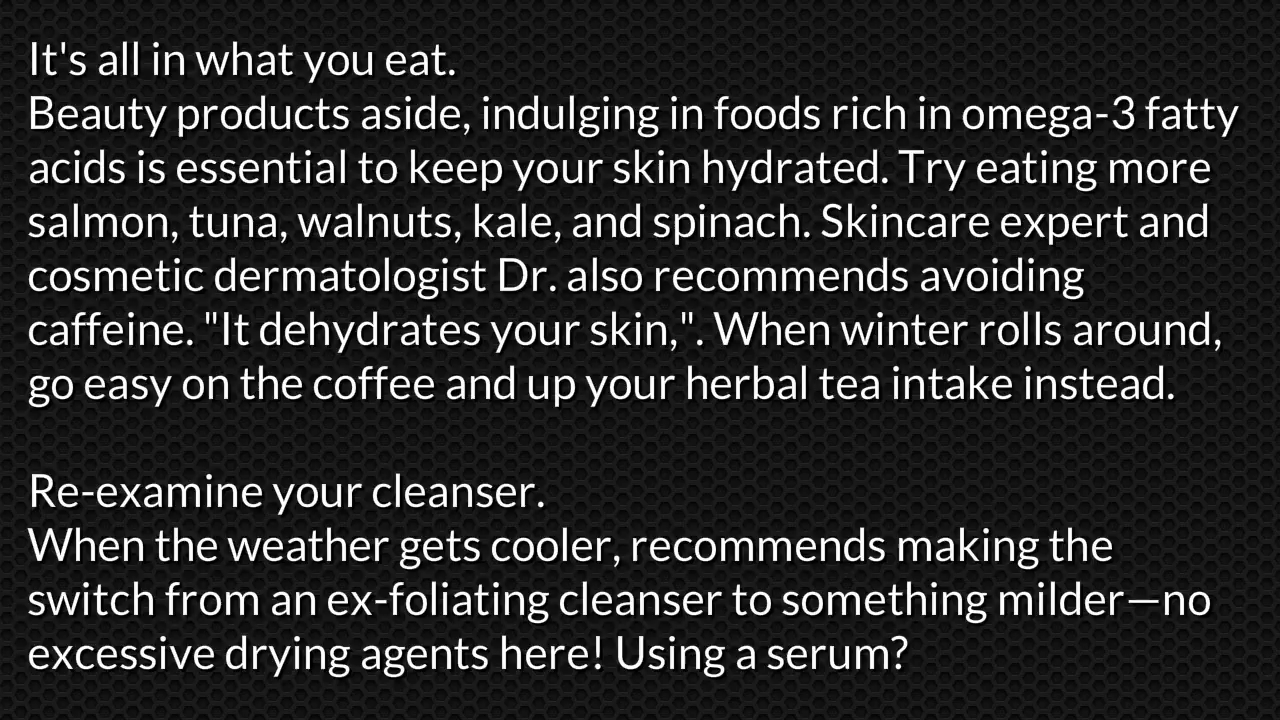 It's all in what you eat.
Beauty products aside, indulging in foods rich in omega-3 fatty
acids is essential to keep your skin hydrated. Try eating more
salmon, tuna, walnuts, kale, and spinach. Skincare expert and
cosmetic dermatologist Dr. also recommends avoiding
caffeine. "It dehydrates your skin,". When winter rolls around,
go easy on the coffee and up your herbal tea intake instead.

Re-examine your cleanser.
When the weather gets cooler, recommends making the
switch from an ex-foliating cleanser to something milder—no
excessive drying agents here! Using a serum?